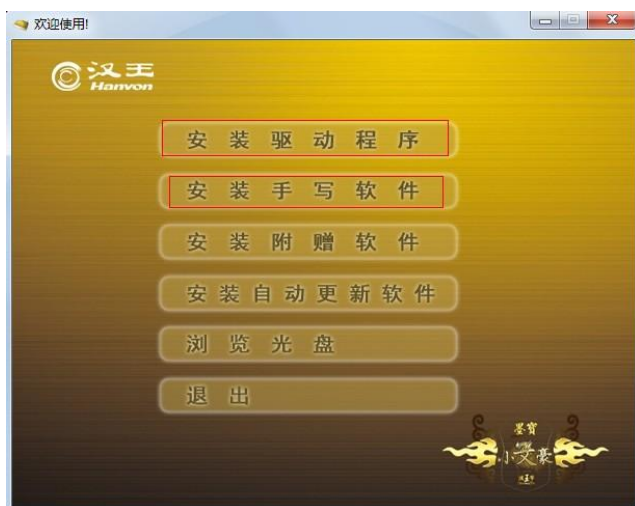 欢迎使用!
汉王
Hanvon
安装驱动程序
安装手写软件
安装附赠软件
安装自动更新软件
浏览光盘
退出
墨寶
小文豪